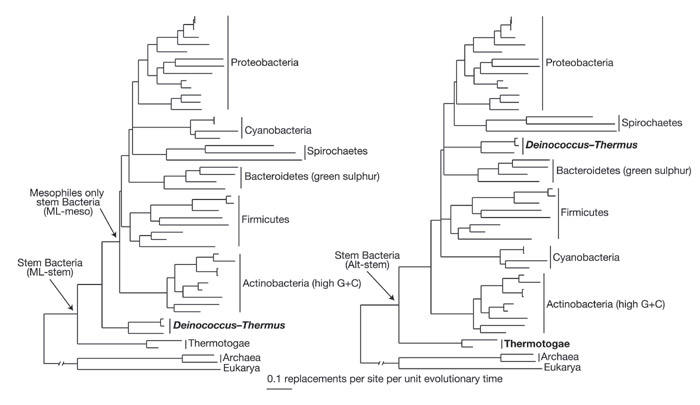 Proteobacteria
Cyanobacteria
Spirochaetes
Bacteroidetes (green sulphur)
Mesophiles only
stem Bacteria
(ML-meso)
Firmicutes
Stem Bacteria
(ML-stem)
Actinobacteria (high G+C)
Deinococcus–Thermus
Thermotogae
Archaea
Eukarya
Proteobacteria
Spirochaetes
Deinococcus–Thermus
Bacteroidetes (green sulphur)
Firmicutes
Stem Bacteria
(Alt-stem)
Cyanobacteria
Actinobacteria (high G+C)
Thermotogae
Archaea
Eukarya
0.1 replacements per site per unit evolutionary time